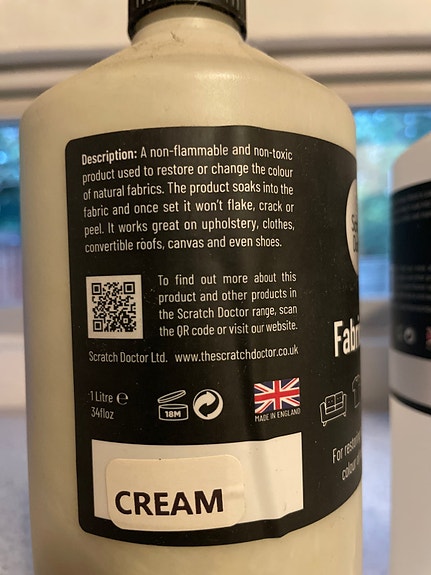 Description: A non-flammable and non-toxic
product used to restore or change the colour
of natural fabrics. The product soaks into the
fabric and once set it won't flake, crack or
peel. It works great on upholstery, clothes,
convertible roofs, canvas and even shoes.
To find out more about this
product and other products in
the Scratch Doctor range, scan
the QR code or visit our website.
Scratch Doctor Ltd. www.thescratchdoctor.co.uk
1 Litre ℮
34floz
18M
MADE IN ENGLAND
CREAM
For
colour